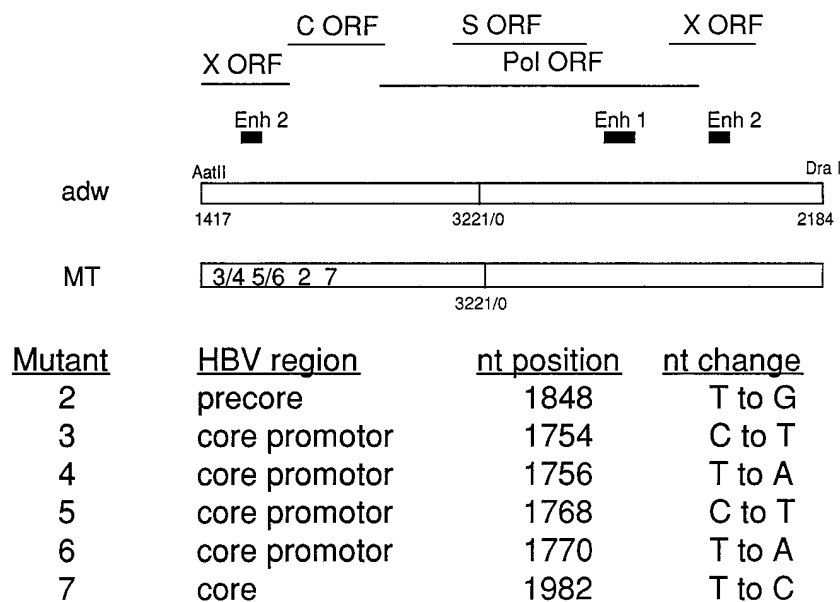 C ORF S ORF X ORF
X ORF Pol ORF
Enh 2 Enh 1 Enh 2
AatII Dra I
adw
1417 3221/0 2184
MT 3/4 5/6 2 7
3221/0
Mutant HBV region nt position nt change
2 precore 1848 T to G
3 core promotor 1754 C to T
4 core promotor 1756 T to A
5 core promotor 1768 C to T
6 core promotor 1770 T to A
7 core 1982 T to C